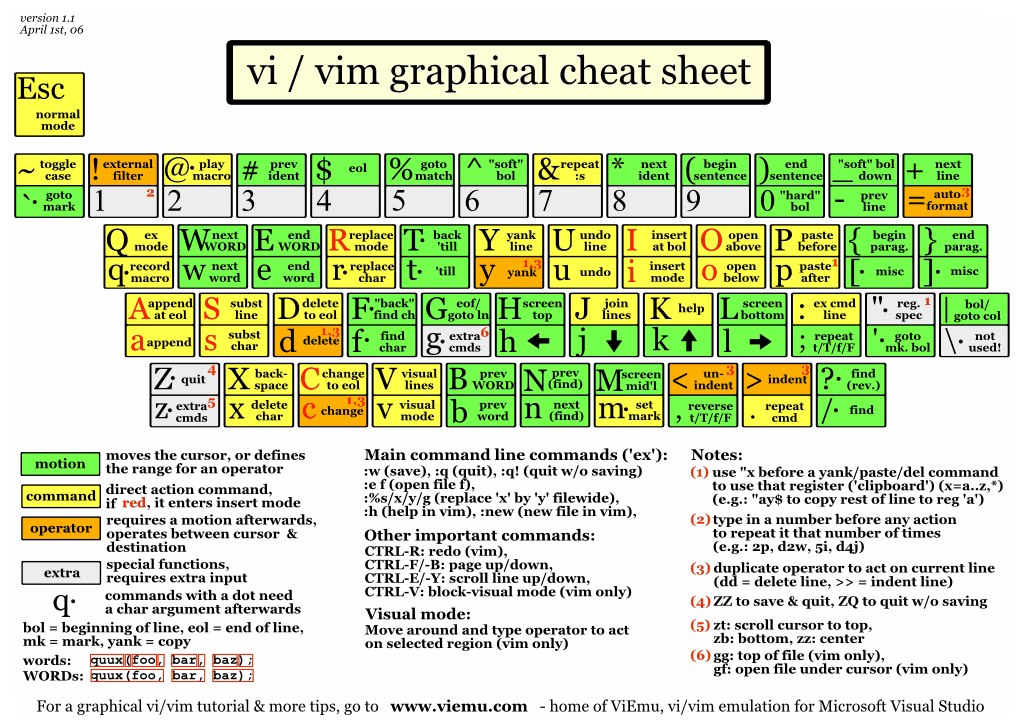 version 1.1
April 1st, 06
vi / vim graphical cheat sheet
Esc
normal
mode
~ toggle case
! external filter
@· play macro
# prev ident
$ eol
% goto match
^ "soft" bol
& repeat :s
* next ident
( begin sentence
) end sentence
_ "soft" bol down
+ next line
`· goto mark
1 2
2
3
4
5
6
7
8
9
0 "hard" bol
- prev line
= auto format 3
Q ex mode
W next WORD
E end WORD
R replace mode
T· back 'till
Y yank line
U undo line
I insert at bol
O open above
P paste before
{ begin parag.
} end parag.
q· record macro
w next word
e end word
r· replace char
t· 'till
y yank 1,3
u undo
i insert mode
o open below
p paste after 1
[· misc
]· misc
A append at eol
S subst line
D delete to eol
F· "back" find ch
G eof/ goto ln
H screen top
J join lines
K help
L screen bottom
: ex cmd line
"· reg. spec 1
| bol/ goto col
a append
s subst char
d delete 1,3
f· find char
g· extra cmds 6
h ←
j ↓
k ↑
l →
; repeat t/T/f/F
'· goto mk. bol
\· not used!
Z· quit 4
X back-space
C change to eol
V visual lines
B prev WORD
N prev (find)
M screen mid'l
< un-indent 3
> indent 3
?· find (rev.)
z· extra cmds 5
x delete char
c change 1,3
v visual mode
b prev word
n next (find)
m· set mark
, reverse t/T/f/F
. repeat cmd
/· find
motion
moves the cursor, or defines
the range for an operator
command
direct action command,
if red, it enters insert mode
operator
requires a motion afterwards,
operates between cursor &
destination
extra
special functions,
requires extra input
q·
commands with a dot need
a char argument afterwards
bol = beginning of line, eol = end of line,
mk = mark, yank = copy
words: quux(foo, bar, baz);
WORDs: quux(foo, bar, baz);
Main command line commands ('ex'):
:w (save), :q (quit), :q! (quit w/o saving)
:e f (open file f),
:%s/x/y/g (replace 'x' by 'y' filewide),
:h (help in vim), :new (new file in vim),
Other important commands:
CTRL-R: redo (vim),
CTRL-F/-B: page up/down,
CTRL-E/-Y: scroll line up/down,
CTRL-V: block-visual mode (vim only)
Visual mode:
Move around and type operator to act
on selected region (vim only)
Notes:
(1) use "x before a yank/paste/del command
to use that register ('clipboard') (x=a..z,*)
(e.g.: "ay$ to copy rest of line to reg 'a')
(2) type in a number before any action
to repeat it that number of times
(e.g.: 2p, d2w, 5i, d4j)
(3) duplicate operator to act on current line
(dd = delete line, >> = indent line)
(4) ZZ to save & quit, ZQ to quit w/o saving
(5) zt: scroll cursor to top,
zb: bottom, zz: center
(6) gg: top of file (vim only),
gf: open file under cursor (vim only)
For a graphical vi/vim tutorial & more tips, go to www.viemu.com - home of ViEmu, vi/vim emulation for Microsoft Visual Studio